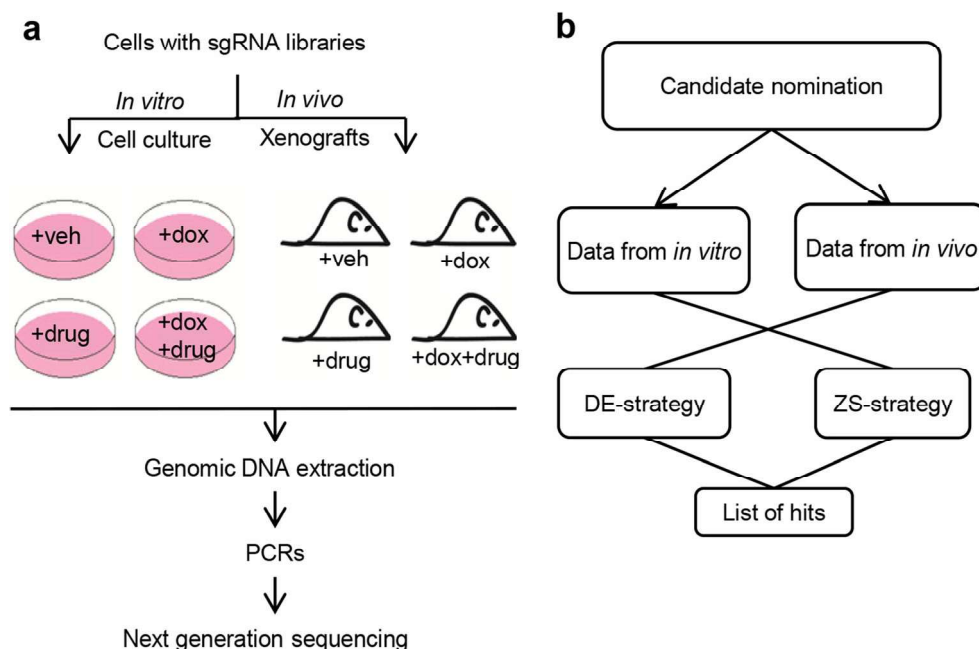 a
Cells with sgRNA libraries
In vitro
In vivo
Cell culture
Xenografts
+veh
+dox
+veh
+dox
+drug
+dox
+drug
+drug
+dox+drug
Genomic DNA extraction
PCRs
Next generation sequencing
b
Candidate nomination
Data from in vitro
Data from in vivo
DE-strategy
ZS-strategy
List of hits